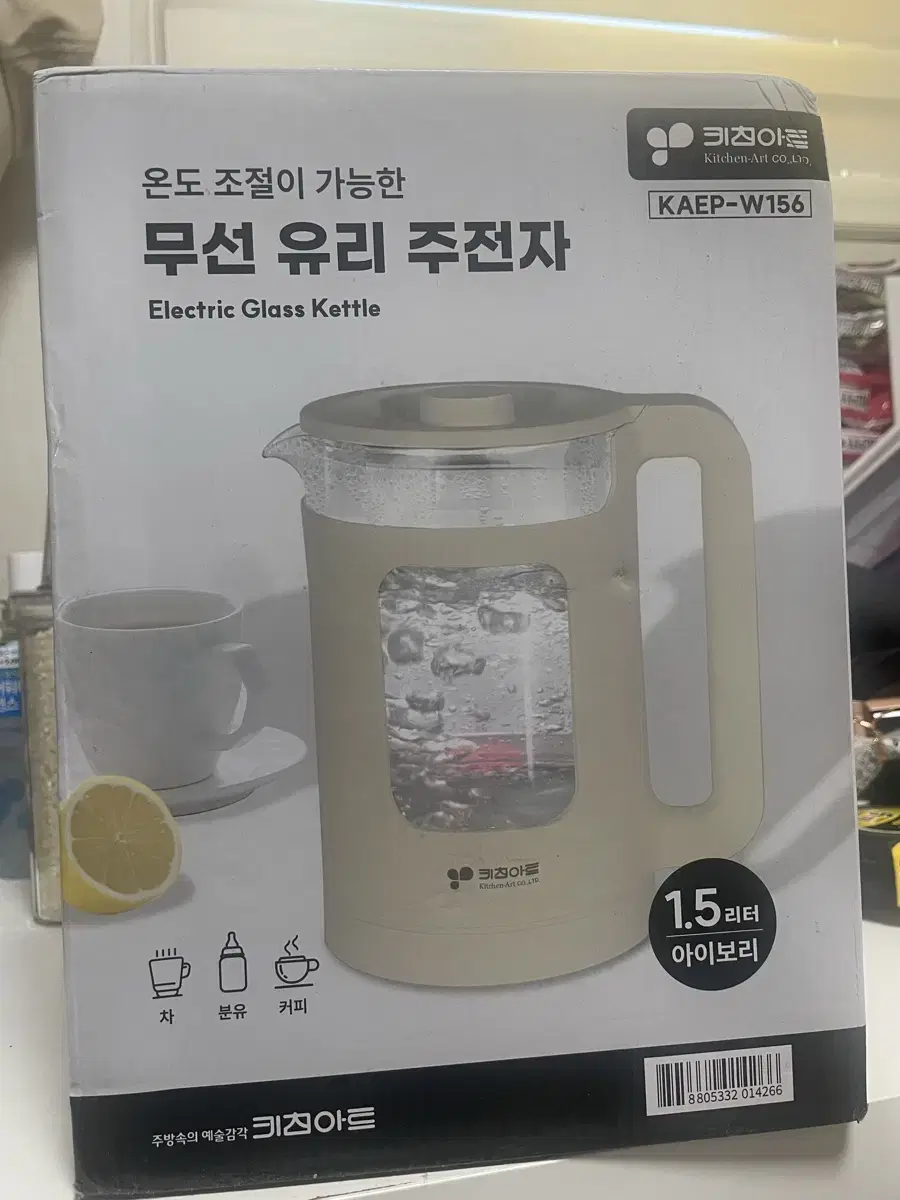 키친아트
Kitchen-Art CO.,LTD.
KAEP-W156
온도 조절이 가능한
무선 유리 주전자
Electric Glass Kettle
키친아트
Kitchen-Art CO.,LTD.
1.5 리터
아이보리
차
분유
커피
8805332 014266
주방속의 예술감각 키친아트